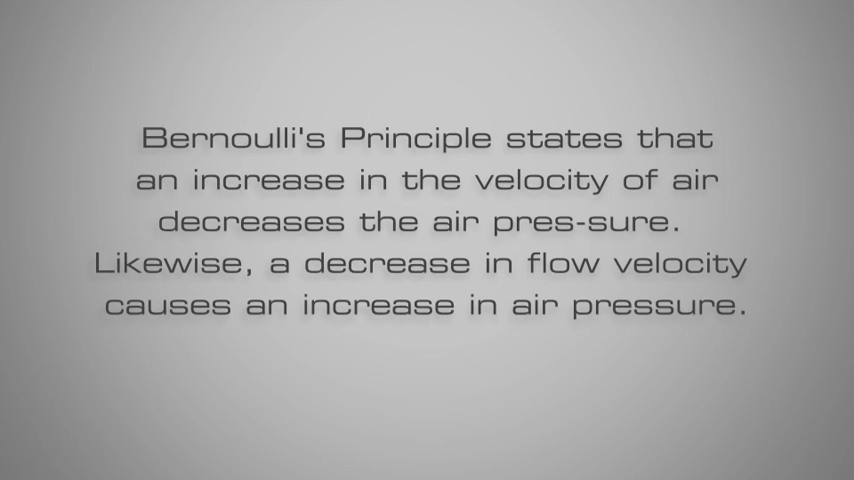 Bernoulli's Principle states that
an increase in the velocity of air
decreases the air pres-sure.
Likewise, a decrease in flow velocity
causes an increase in air pressure.